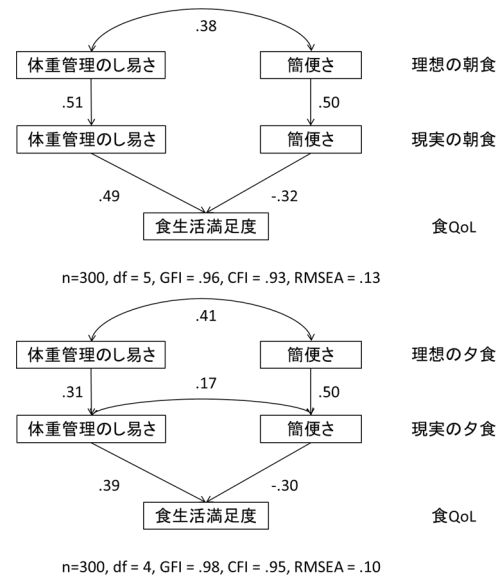 .38
体重管理のし易さ 簡便さ 理想の朝食
.51 .50
体重管理のし易さ 簡便さ 現実の朝食
.49 -.32
食生活満足度 食QoL
n=300, df = 5, GFI = .96, CFI = .93, RMSEA = .13
.41
体重管理のし易さ 簡便さ 理想の夕食
.31 .17 .50
体重管理のし易さ 簡便さ 現実の夕食
.39 -.30
食生活満足度 食QoL
n=300, df = 4, GFI = .98, CFI = .95, RMSEA = .10